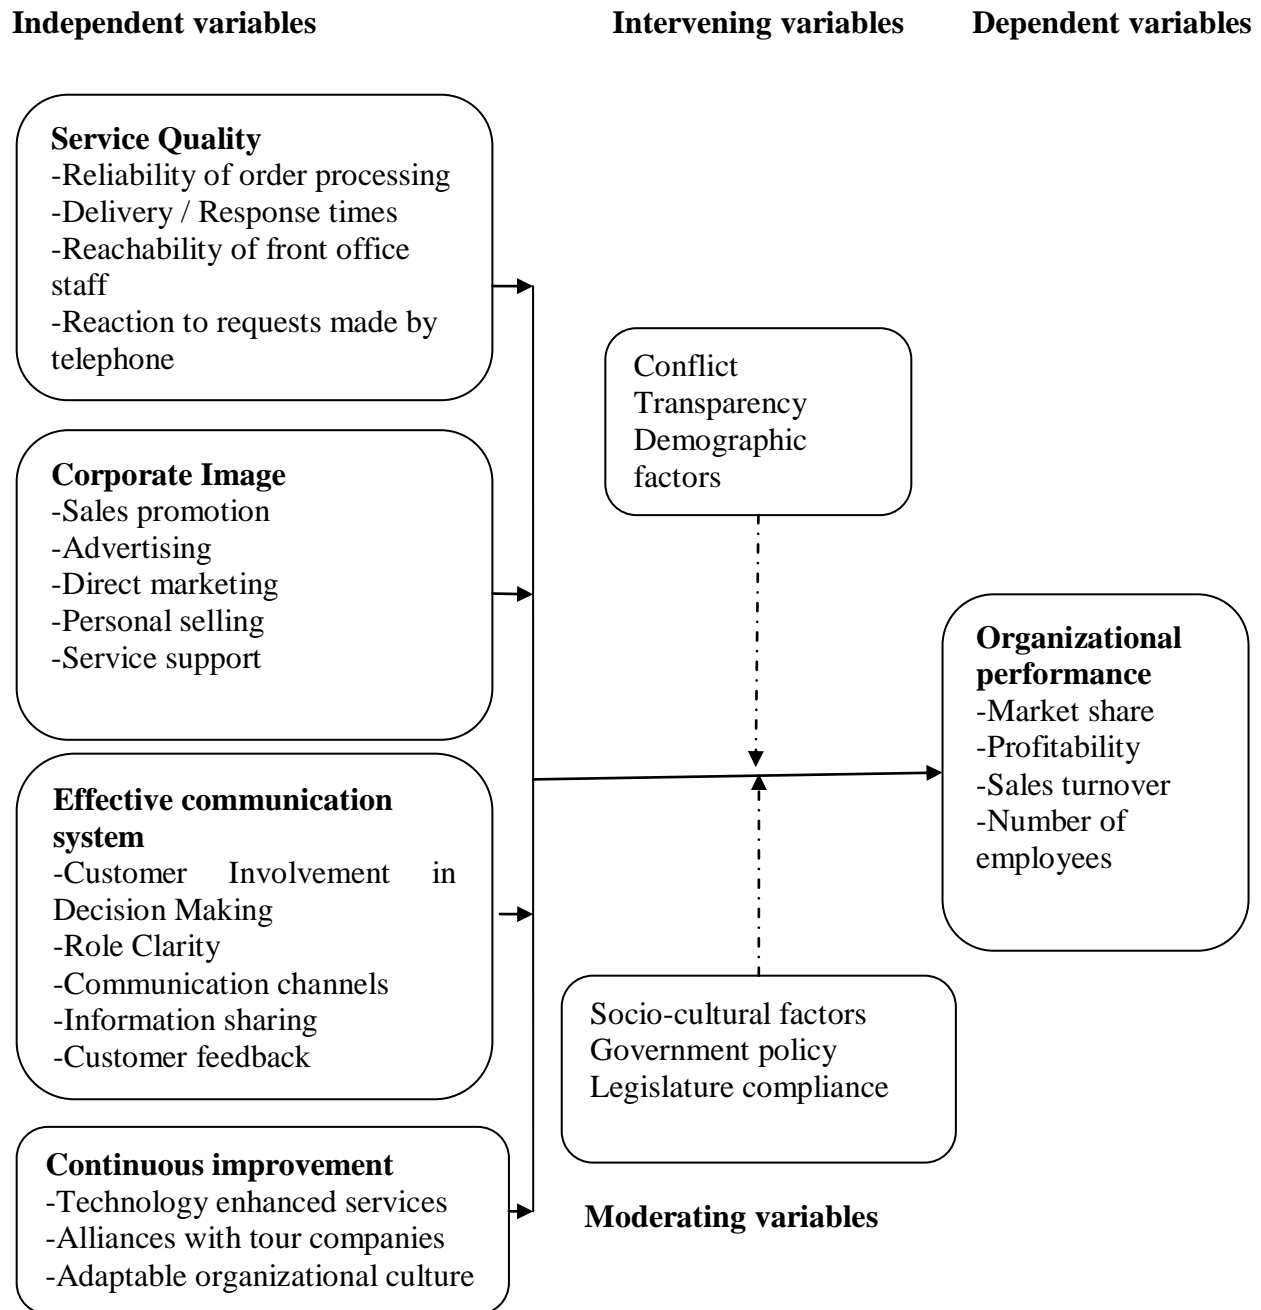 Independent variables
Intervening variables
Dependent variables
Service Quality
-Reliability of order processing
-Delivery / Response times
-Reachability of front office
staff
-Reaction to requests made by
telephone
Corporate Image
-Sales promotion
-Advertising
-Direct marketing
-Personal selling
-Service support
Effective communication
system
-Customer Involvement in
Decision Making
-Role Clarity
-Communication channels
-Information sharing
-Customer feedback
Continuous improvement
-Technology enhanced services
-Alliances with tour companies
-Adaptable organizational culture
Conflict
Transparency
Demographic
factors
Socio-cultural factors
Government policy
Legislature compliance
Moderating variables
Organizational
performance
-Market share
-Profitability
-Sales turnover
-Number of
employees